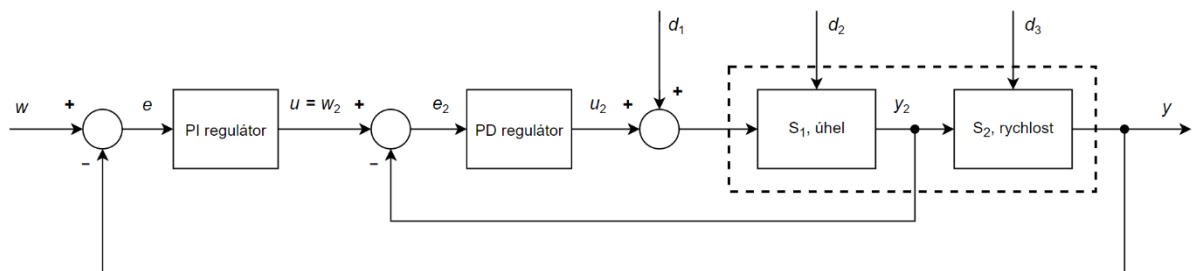 d₁
d₂
d₃
w
+
e
PI regulátor
u = w₂
+
e₂
PD regulátor
u₂
+
+
S₁, úhel
y₂
S₂, rychlost
y
−
−